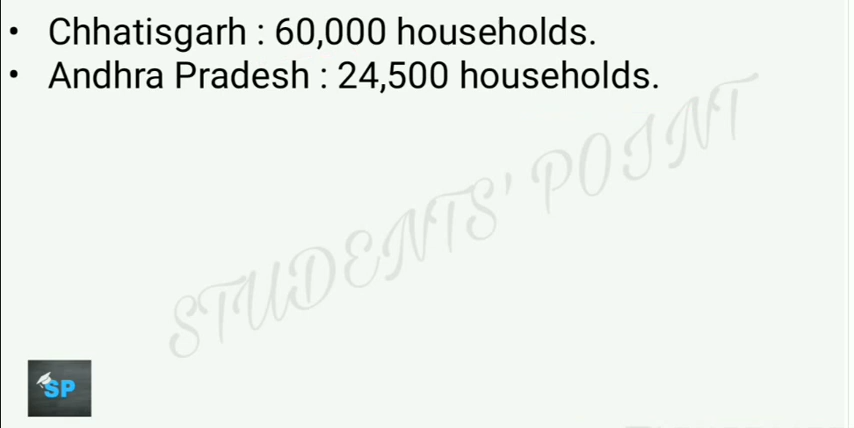 • Chhatisgarh : 60,000 households.
• Andhra Pradesh : 24,500 households.
STUDENTS' POINT
SP